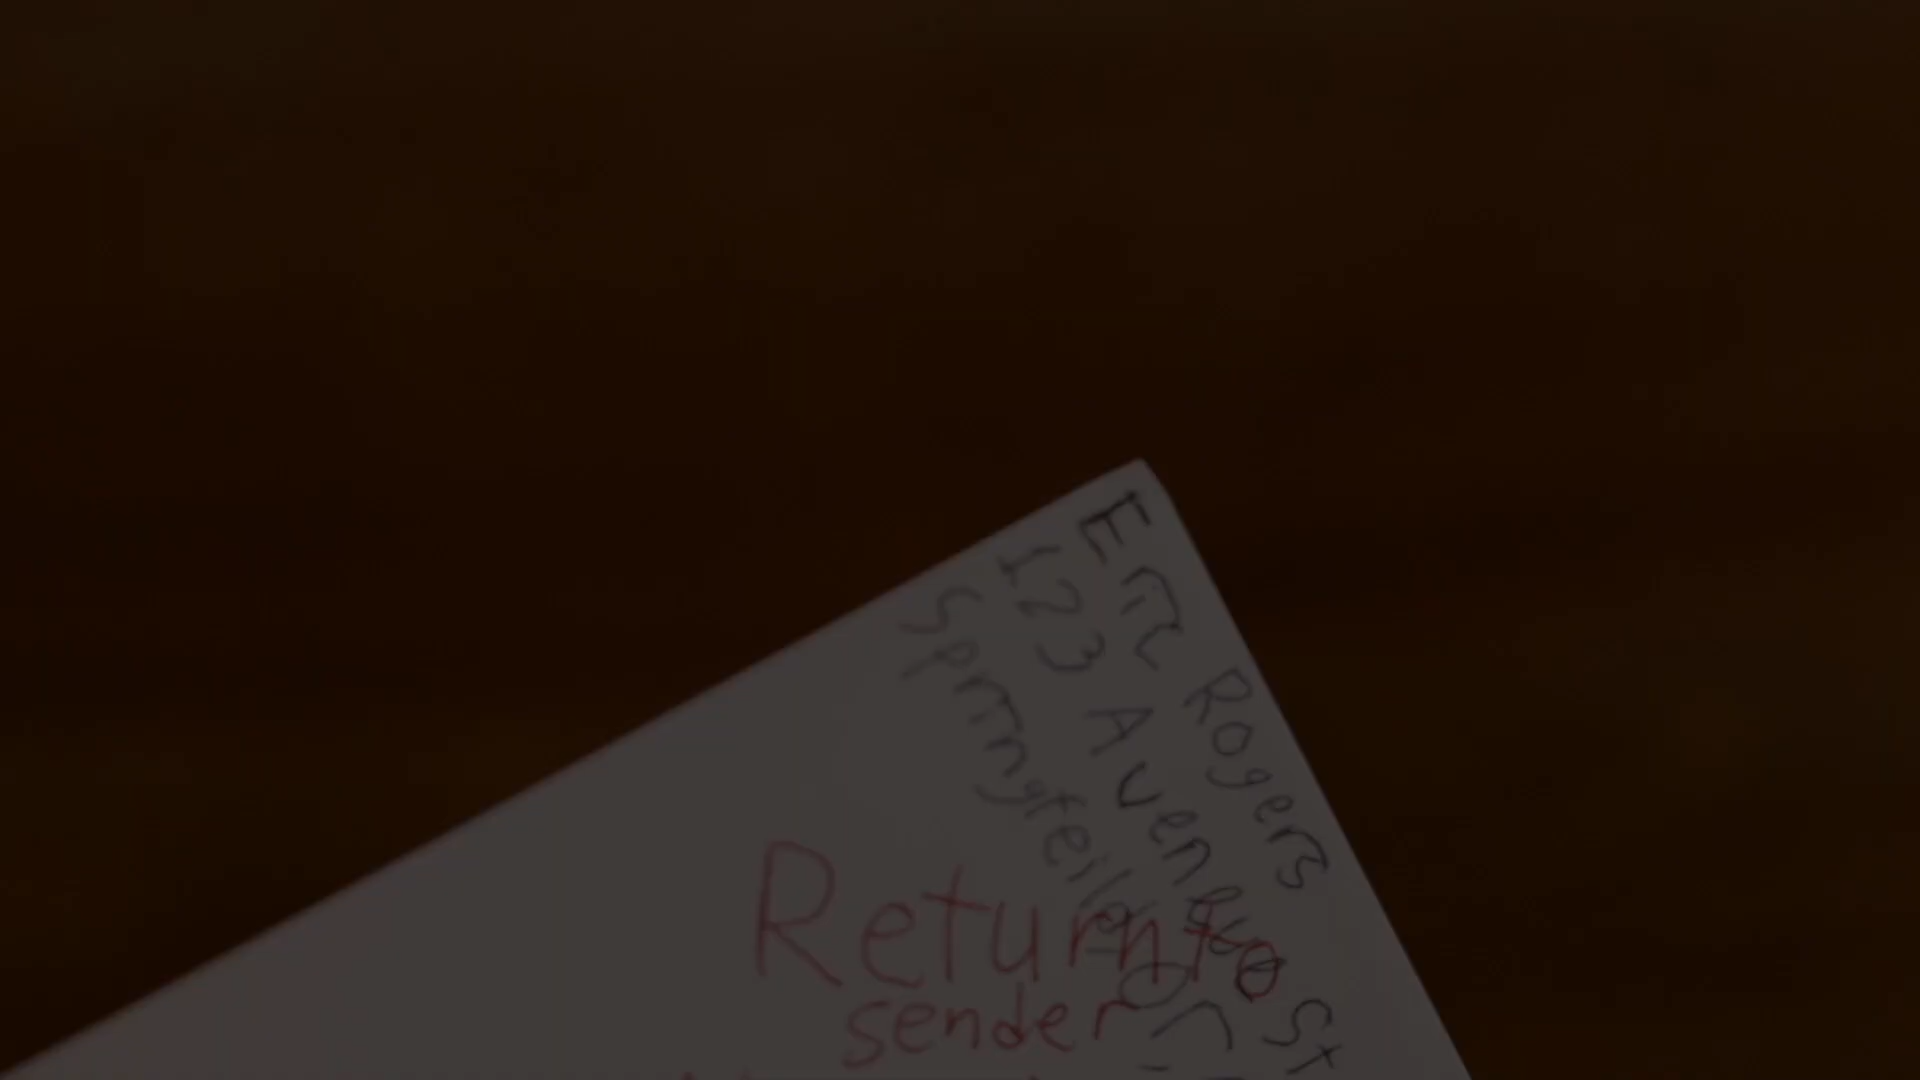 Eric Rogers
123 Avenue St
Springfeild
Return to
sender